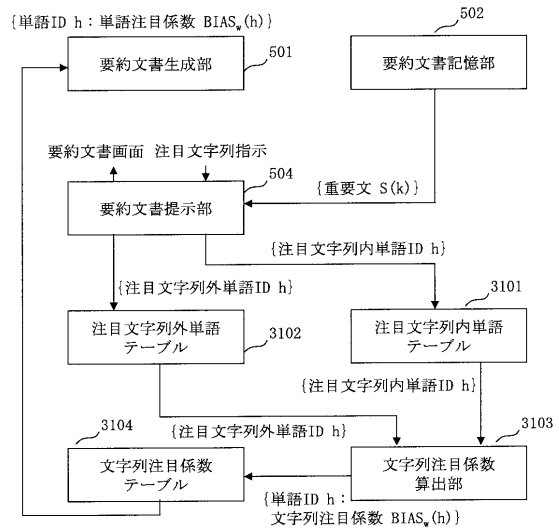 {単語ID h：単語注目係数 BIASw(h)}
502
要約文書生成部
501
要約文書記憶部
要約文書画面 注目文字列指示
504
{重要文 S(k)}
要約文書提示部
{注目文字列内単語ID h}
{注目文字列外単語ID h}
3101
注目文字列外単語
テーブル
3102
注目文字列内単語
テーブル
{注目文字列内単語ID h}
3104
{注目文字列外単語ID h}
3103
文字列注目係数
テーブル
文字列注目係数
算出部
{単語ID h：
文字列注目係数 BIASw(h)}